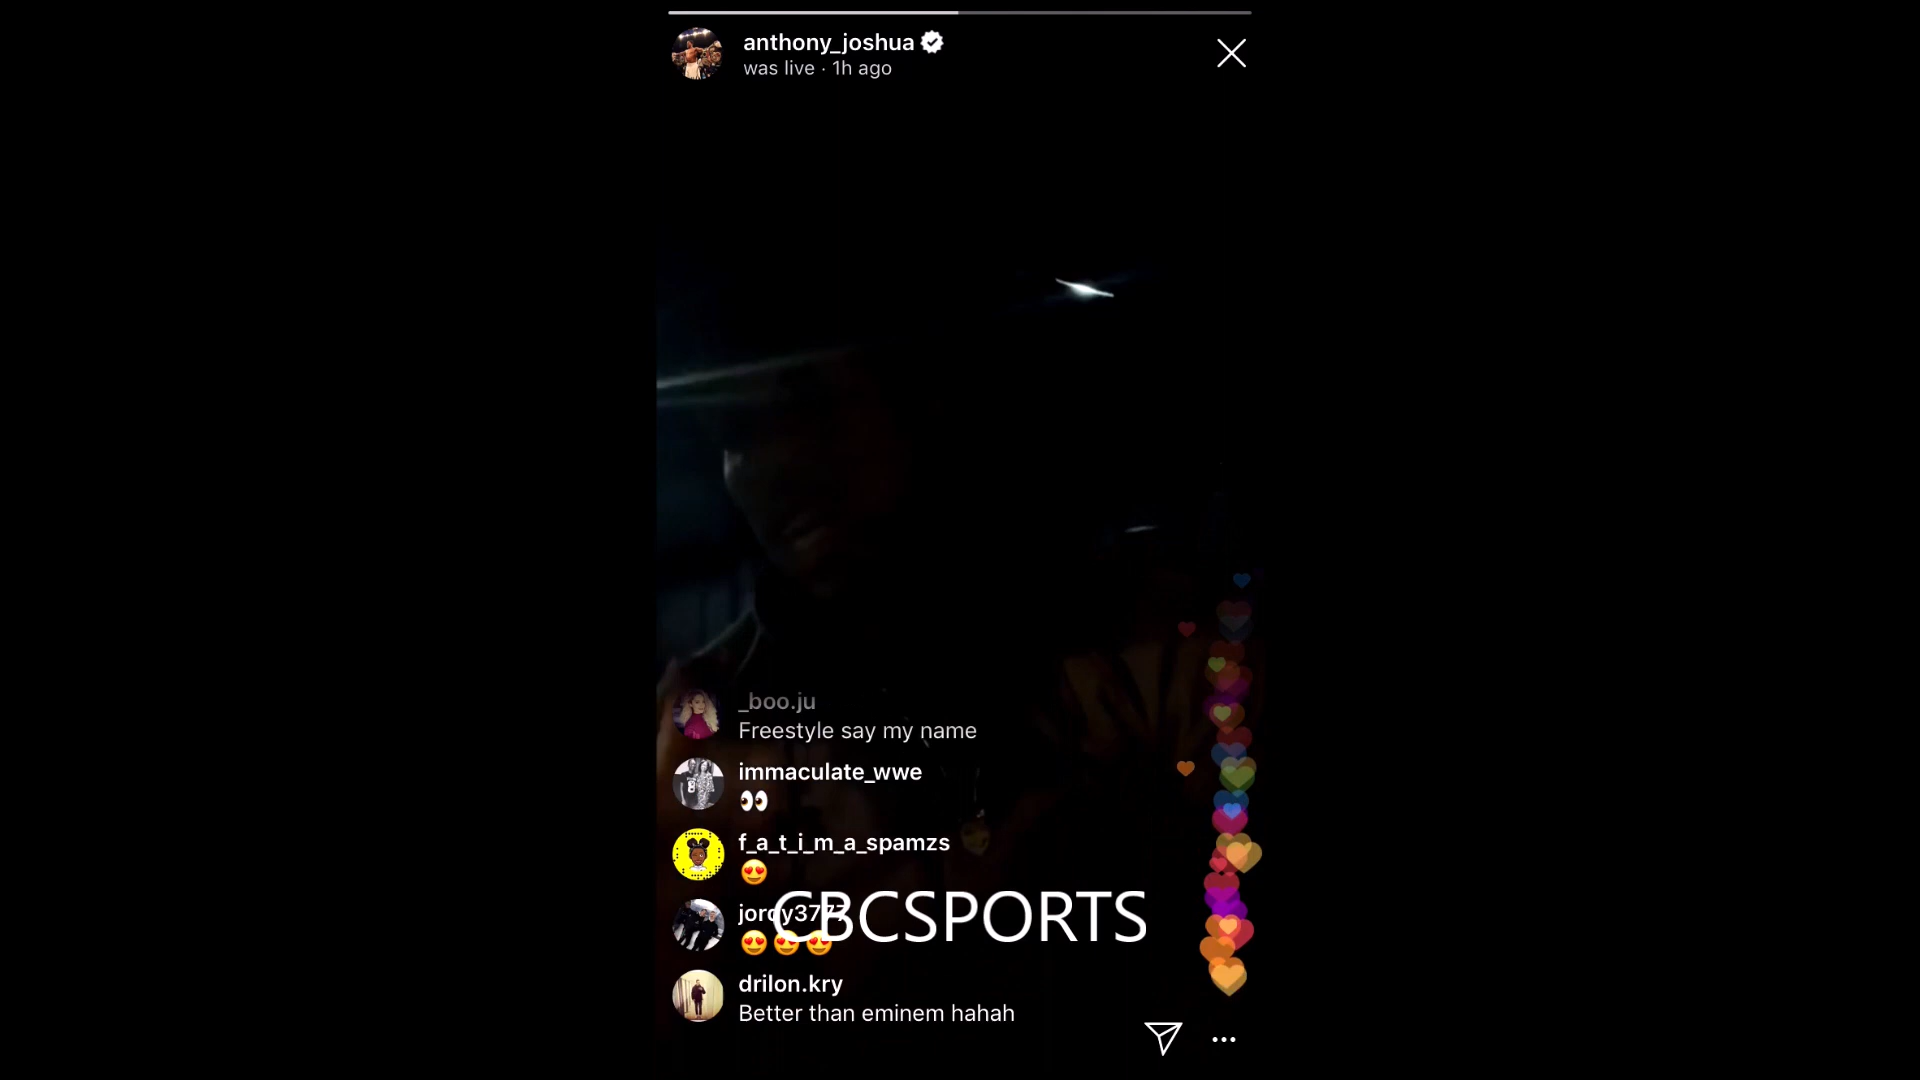 anthony_joshua
was live · 1h ago
_boo.ju
Freestyle say my name
immaculate_wwe
👀
f_a_t_i_m_a_spamzs
😍
jordy3777
😍😍😍
CBCSPORTS
drilon.kry
Better than eminem hahah